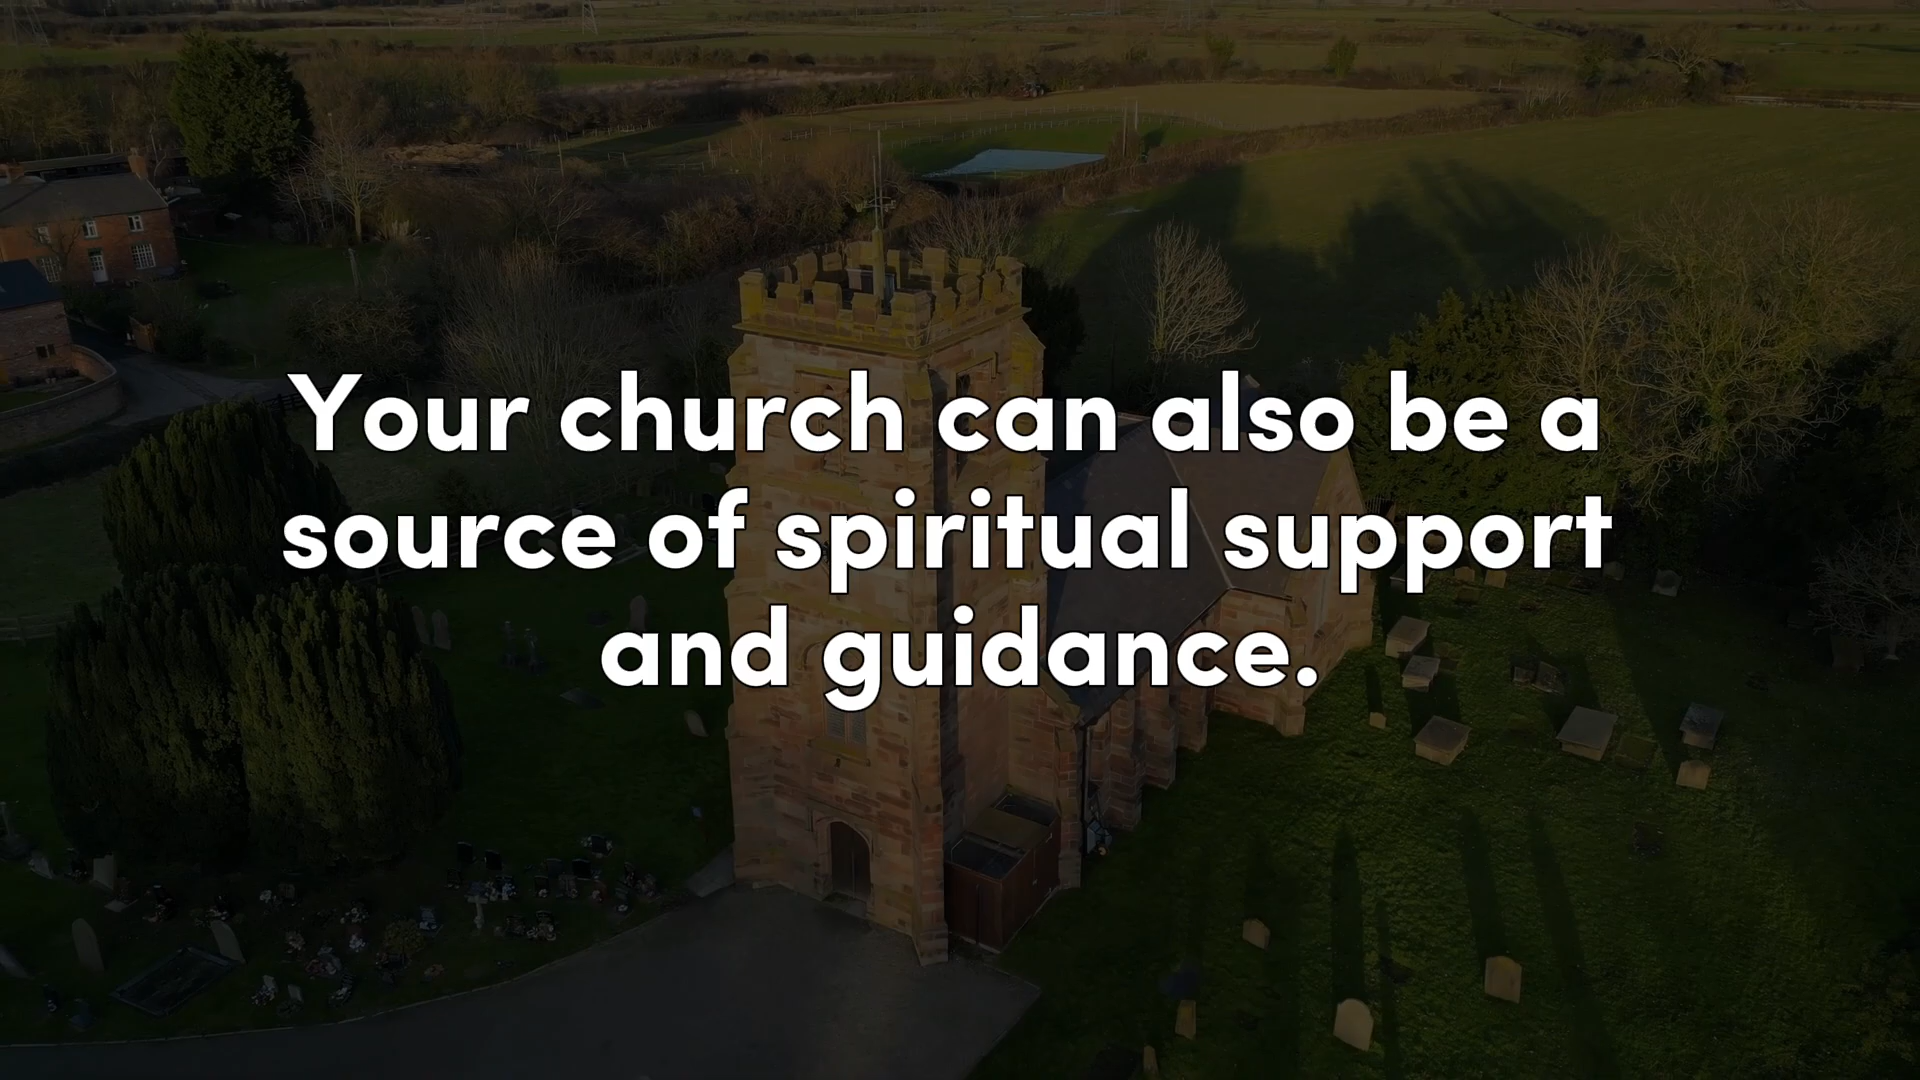 Your church can also be a
source of spiritual support
and guidance.